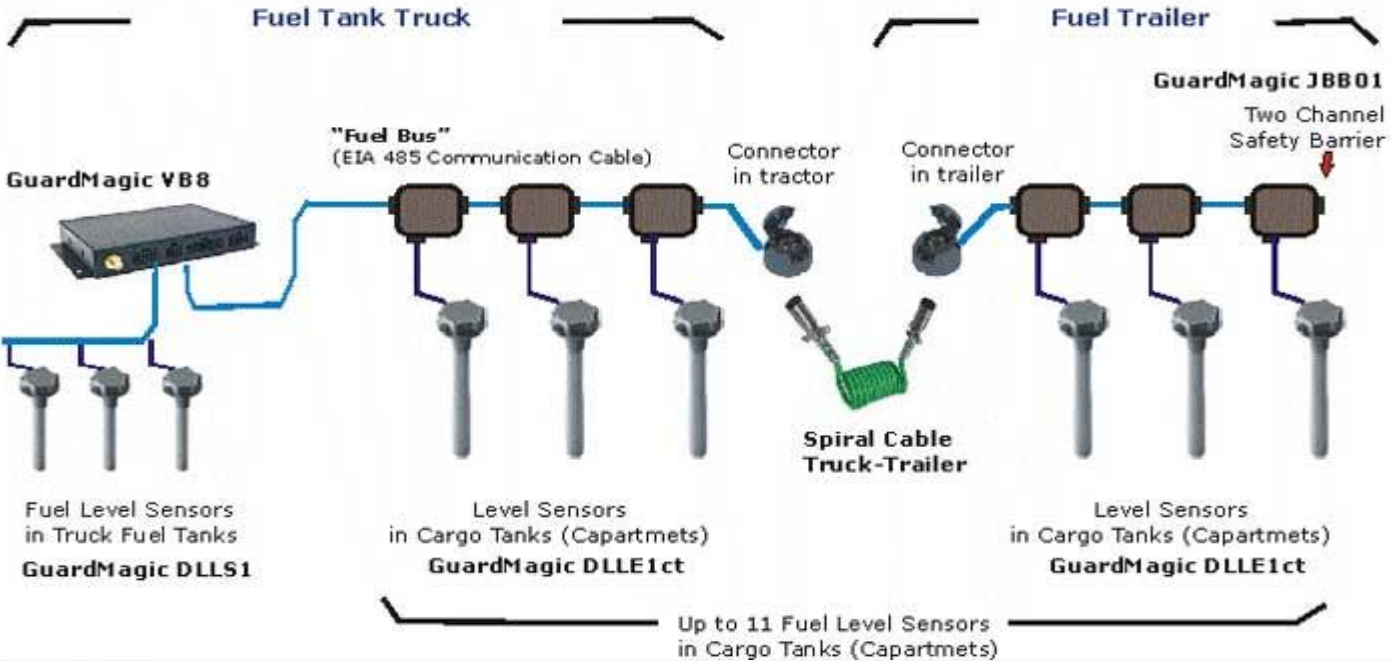 Fuel Tank Truck
Fuel Trailer
GuardMagic JBB01
Two Channel
Safety Barrier
"Fuel Bus"
(EIA 485 Communication Cable)
Connector
in tractor
Connector
in trailer
GuardMagic VB8
Spiral Cable
Truck-Trailer
Fuel Level Sensors
in Truck Fuel Tanks
GuardMagic DLLS1
Level Sensors
in Cargo Tanks (Capartmets)
GuardMagic DLLE1ct
Level Sensors
in Cargo Tanks (Capartmets)
GuardMagic DLLE1ct
Up to 11 Fuel Level Sensors
in Cargo Tanks (Capartmets)